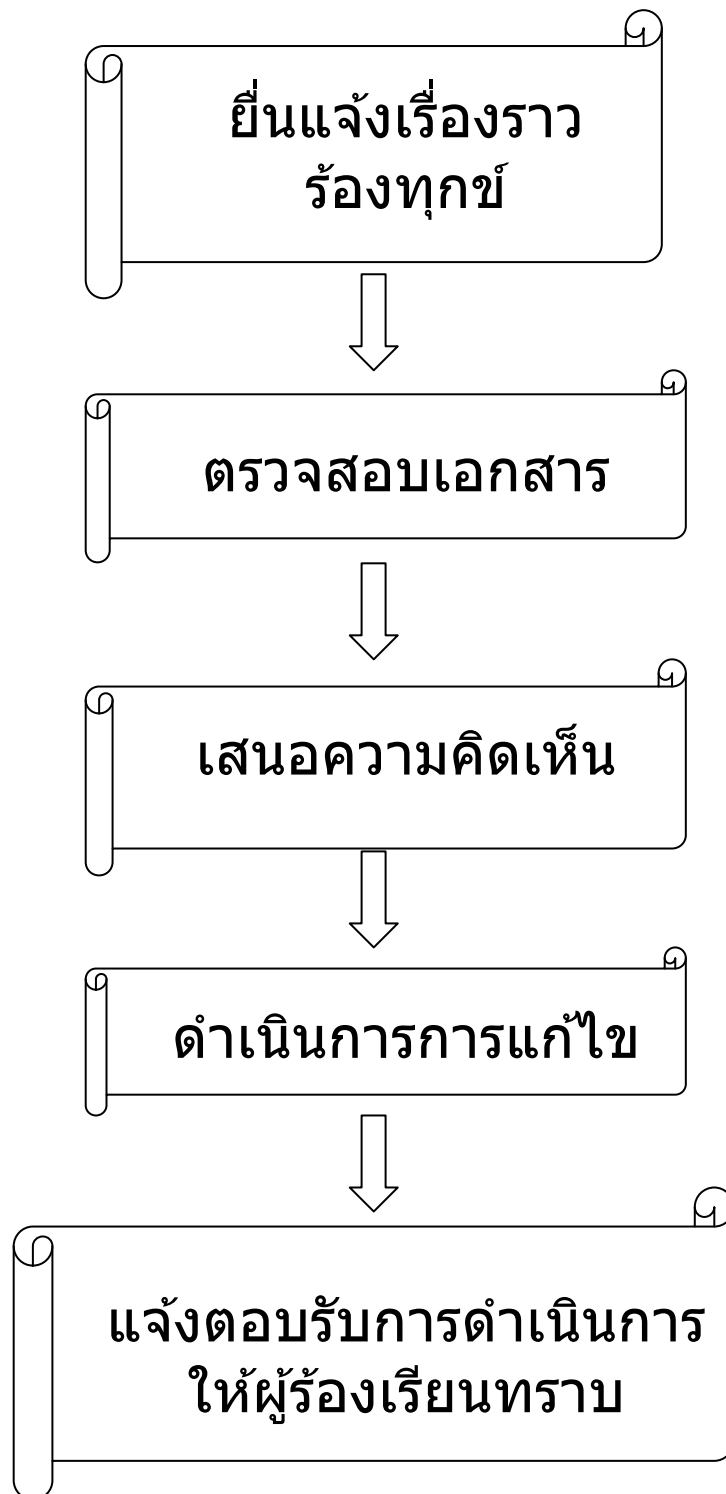 ยื่นแจ้งเรื่องราว
ร้องทุกข์
ตรวจสอบเอกสาร
เสนอความคิดเห็น
ดำเนินการการแก้ไข
แจ้งตอบรับการดำเนินการ
ให้ผู้ร้องเรียนทราบ